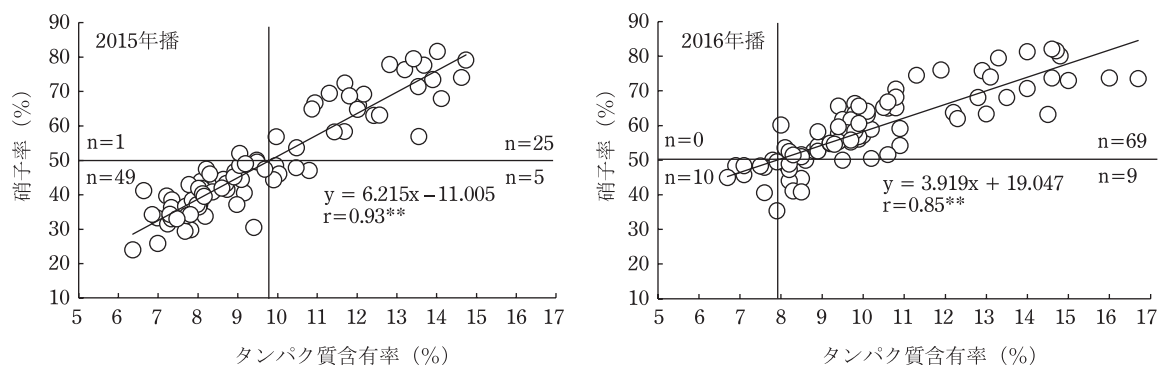 90
80
70
60
50
40
30
20
10
硝子率（%）
2015年播
n=1
n=25
n=49
n=5
y = 6.215x−11.005
r=0.93**
5 6 7 8 9 10 11 12 13 14 15 16 17
タンパク質含有率（%）
90
80
70
60
50
40
30
20
10
硝子率（%）
2016年播
n=0
n=69
n=10
n=9
y = 3.919x + 19.047
r=0.85**
5 6 7 8 9 10 11 12 13 14 15 16 17
タンパク質含有率（%）